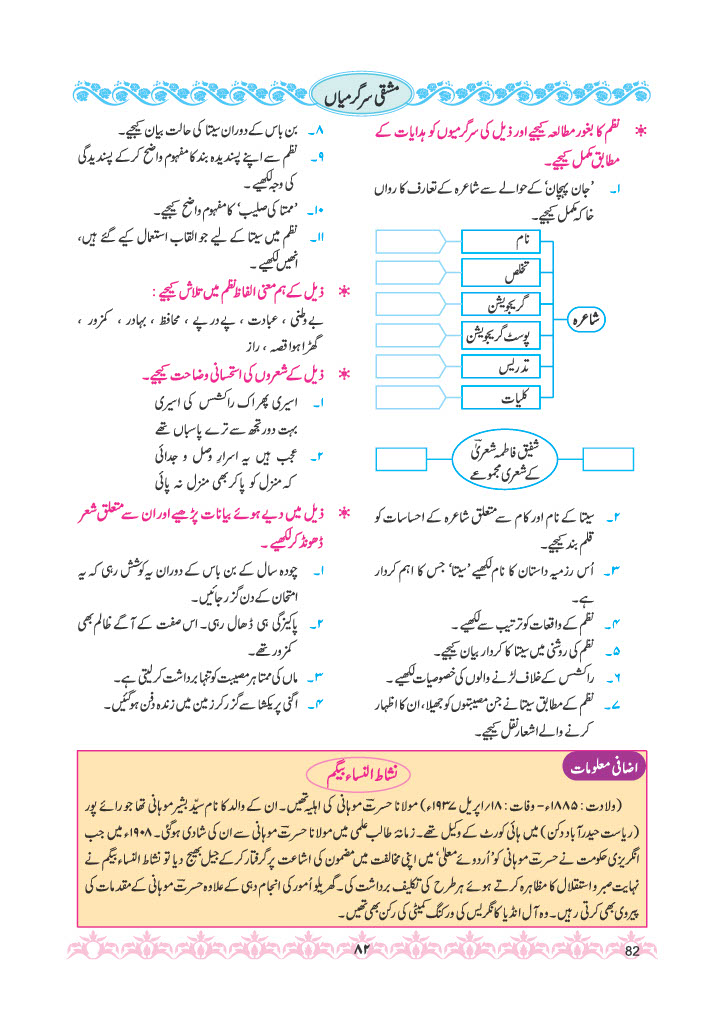 مشقی سرگرمیاں
* نظم کا بغور مطالعہ کیجیے اور ذیل کی سرگرمیوں کو ہدایات کے
مطابق مکمل کیجیے۔
۱۔ ’جان پہچان‘ کے حوالے سے شاعرہ کے تعارف کا رواں
خاکہ مکمل کیجیے۔
شاعرہ
نام
تخلص
گریجویشن
پوسٹ گریجویشن
تدریس
کلیات
شفیق فاطمہ شعریٰ
کے شعری مجموعے
۲۔ سیتا کے نام اور کام سے متعلق شاعرہ کے احساسات کو
قلم بند کیجیے۔
۳۔ اُس رزمیہ داستان کا نام لکھیے ’سیتا‘ جس کا اہم کردار
ہے۔
۴۔ نظم کے واقعات کو ترتیب سے لکھیے۔
۵۔ نظم کی روشنی میں سیتا کا کردار بیان کیجیے۔
۶۔ راکشس کے خلاف لڑنے والوں کی خصوصیات لکھیے۔
۷۔ نظم کے مطابق سیتا نے جن مصیبتوں کو جھیلا، ان کا اظہار
کرنے والے اشعار نقل کیجیے۔
۸۔ بن باس کے دوران سیتا کی حالت بیان کیجیے۔
۹۔ نظم سے اپنے پسندیدہ بند کا مفہوم واضح کرکے پسندیدگی
کی وجہ لکھیے۔
۱۰۔ ’ممتا کی صلیب‘ کا مفہوم واضح کیجیے۔
۱۱۔ نظم میں سیتا کے لیے جو القاب استعمال کیے گئے ہیں،
انھیں لکھیے۔
* ذیل کے ہم معنی الفاظ نظم میں تلاش کیجیے :
بے وطنی ، عبادت ، پے در پے ، محافظ ، بہادر ، کمزور ،
گھڑا ہوا قصہ ، راز
* ذیل کے شعروں کی استحسانی وضاحت کیجیے۔
۱۔ اسیری پھر اک راکشس کی اسیری
بہت دور تجھ سے ترے پاسباں تھے
۲۔ عجب ہیں یہ اسرارِ وصل و جدائی
کہ منزل کو پا کر بھی منزل نہ پائی
* ذیل میں دیے ہوئے بیانات پڑھیے اور ان سے متعلق شعر
ڈھونڈ کر لکھیے۔
۱۔ چودہ سال کے بن باس کے دوران یہ کوشش رہی کہ یہ
امتحان کے دن گزر جائیں۔
۲۔ پاکیزگی ہی ڈھال رہی۔ اس صفت کے آگے ظالم بھی
کمزور تھے۔
۳۔ ماں کی ممتا ہر مصیبت کو تنہا برداشت کرلیتی ہے۔
۴۔ اگنی پریکشا سے گزر کر زمین میں زندہ دفن ہوگئیں۔
اضافی معلومات
نشاط النساء بیگم
(ولادت : ۱۸۸۵ء - وفات : ۱۸؍اپریل ۱۹۳۷ء) مولانا حسرت موہانی کی اہلیہ تھیں۔ ان کے والد کا نام سیّد بشیر موہانی تھا جو رائے پور
(ریاست حیدرآباد دکن) میں ہائی کورٹ کے وکیل تھے۔ زمانۂ طالب علمی میں مولانا حسرت موہانی سے ان کی شادی ہوگئی۔ ۱۹۰۸ء میں جب
انگریزی حکومت نے حسرت موہانی کو ’اُردوئے معلیٰ‘ میں اپنی مخالفت میں مضمون کی اشاعت پر گرفتار کرکے جیل بھیج دیا تو نشاط النساء بیگم نے
نہایت صبر و استقلال کا مظاہرہ کرتے ہوئے ہر طرح کی تکلیف برداشت کی۔ گھریلو اُمور کی انجام دہی کے علاوہ حسرت موہانی کے مقدمات کی
پیروی بھی کرتی رہیں۔ وہ آل انڈیا کانگریس کی ورکنگ کمیٹی کی رکن بھی تھیں۔
۸۲
82